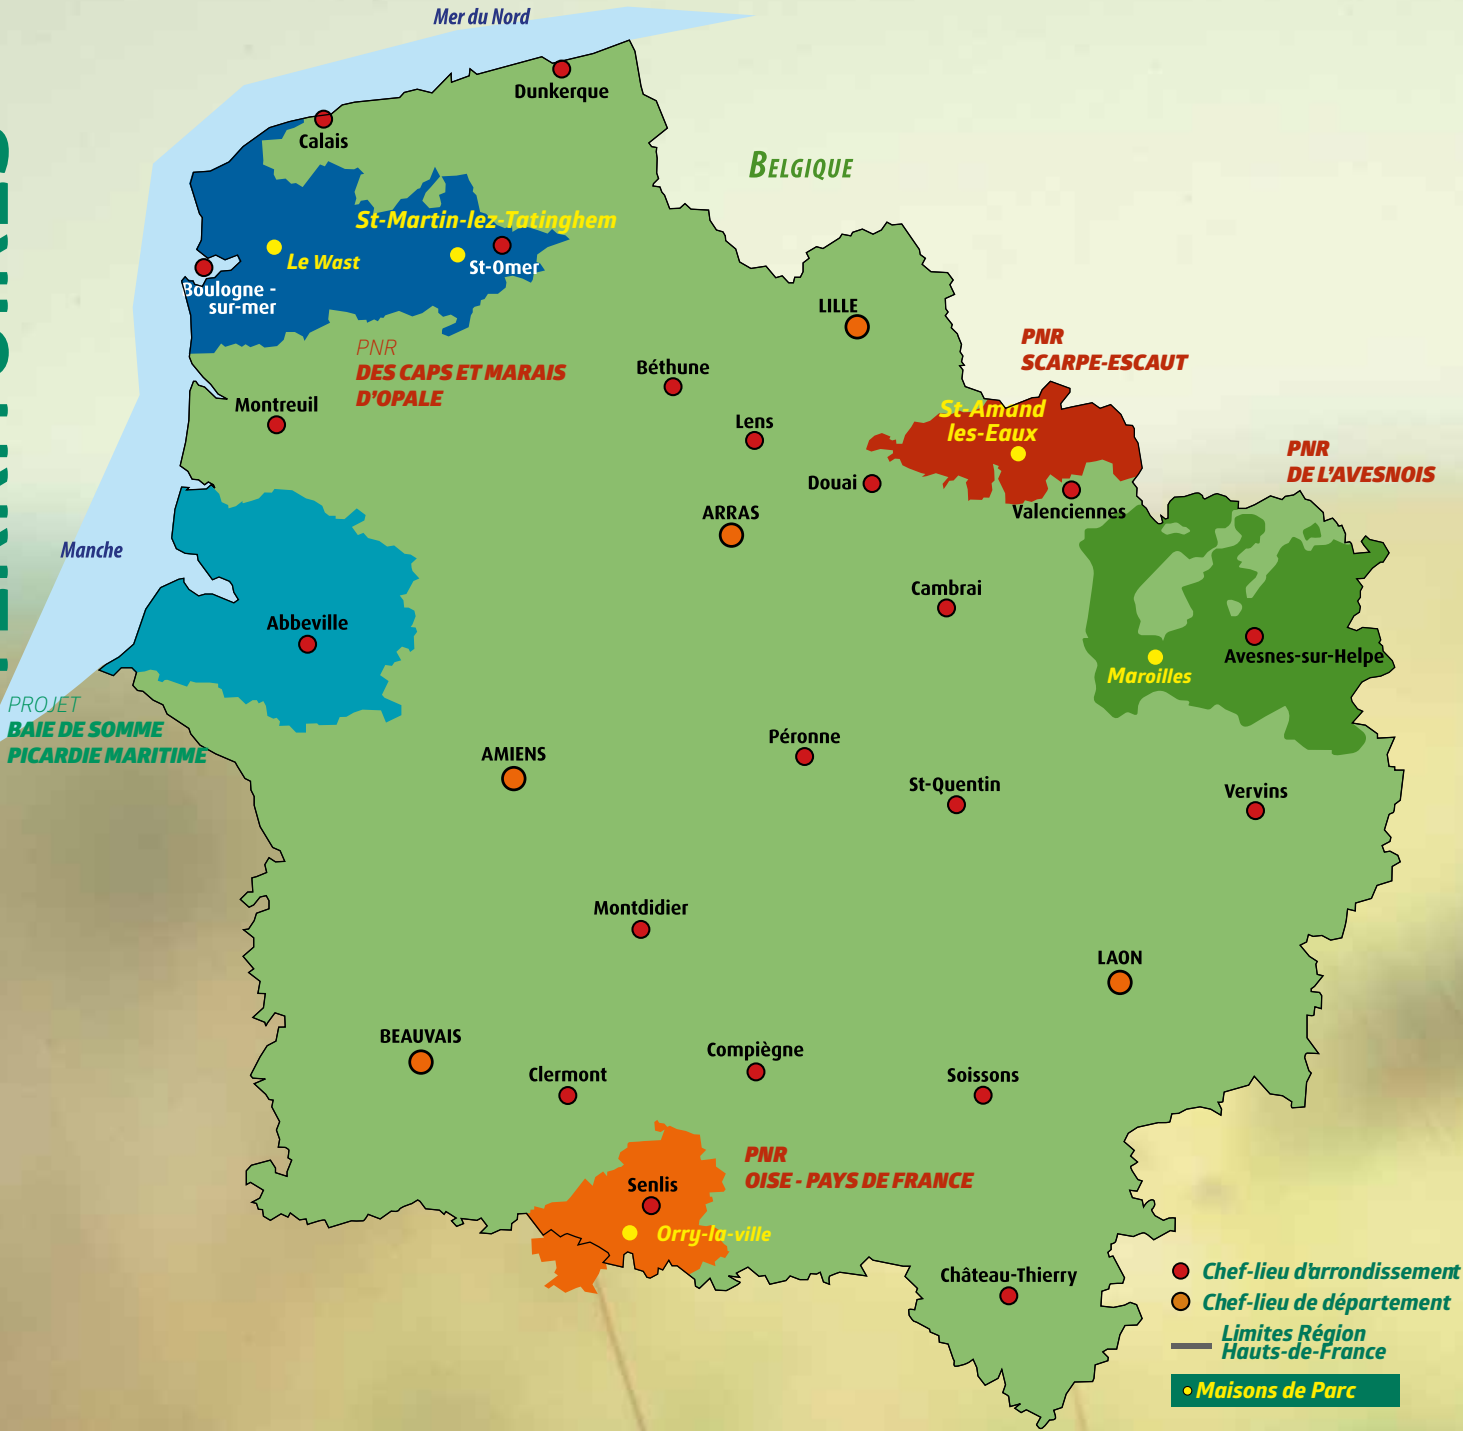 Mer du Nord
Dunkerque
Calais
BELGIQUE
St-Martin-lez-Tatinghem
Le Wast
St-Omer
Boulogne -
sur-mer
LILLE
PNR
SCARPE-ESCAUT
PNR
DES CAPS ET MARAIS
D'OPALE
Béthune
Montreuil
Lens
St-Amand
les-Eaux
PNR
DE L'AVESNOIS
Douai
Valenciennes
ARRAS
Manche
Cambrai
Abbeville
Avesnes-sur-Helpe
Maroilles
PROJET
BAIE DE SOMME
PICARDIE MARITIME
AMIENS
Péronne
St-Quentin
Vervins
Montdidier
LAON
BEAUVAIS
Compiègne
Clermont
Soissons
PNR
OISE - PAYS DE FRANCE
Senlis
Orry-la-ville
Château-Thierry
Chef-lieu d'arrondissement
Chef-lieu de département
Limites Région
Hauts-de-France
Maisons de Parc